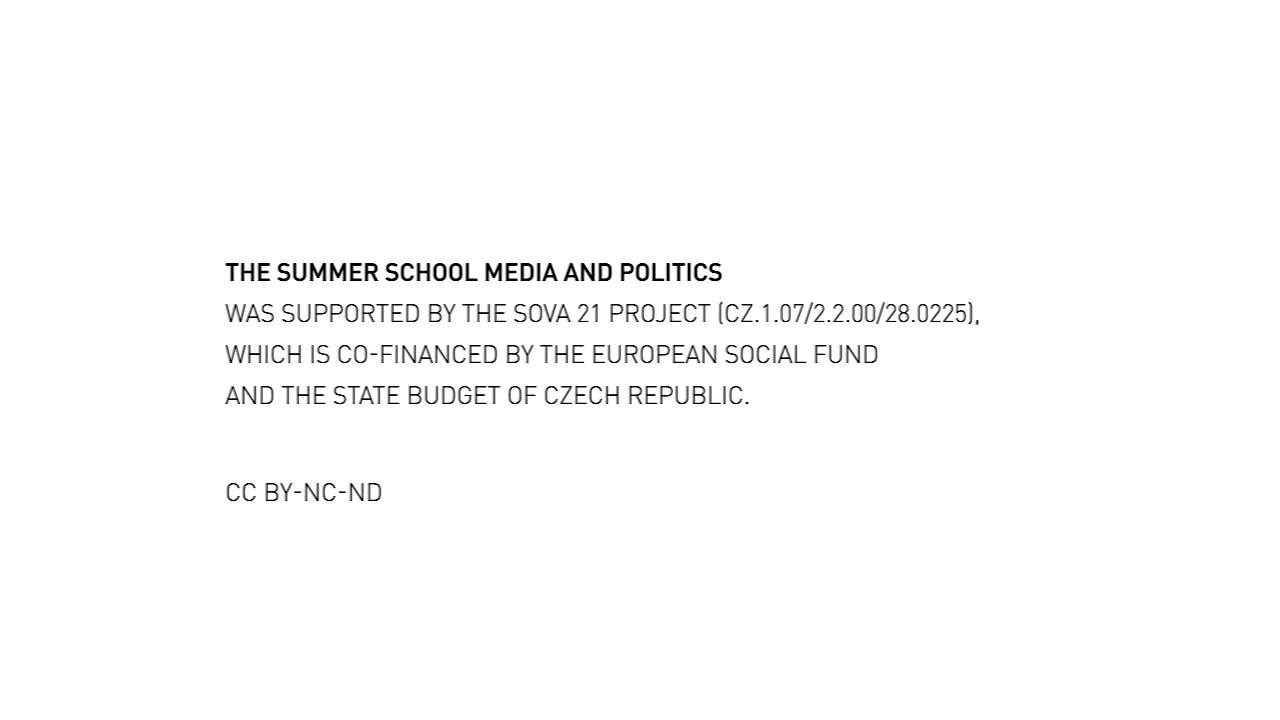 THE SUMMER SCHOOL MEDIA AND POLITICS
WAS SUPPORTED BY THE SOVA 21 PROJECT (CZ.1.07/2.2.00/28.0225),
WHICH IS CO-FINANCED BY THE EUROPEAN SOCIAL FUND
AND THE STATE BUDGET OF CZECH REPUBLIC.
CC BY-NC-ND